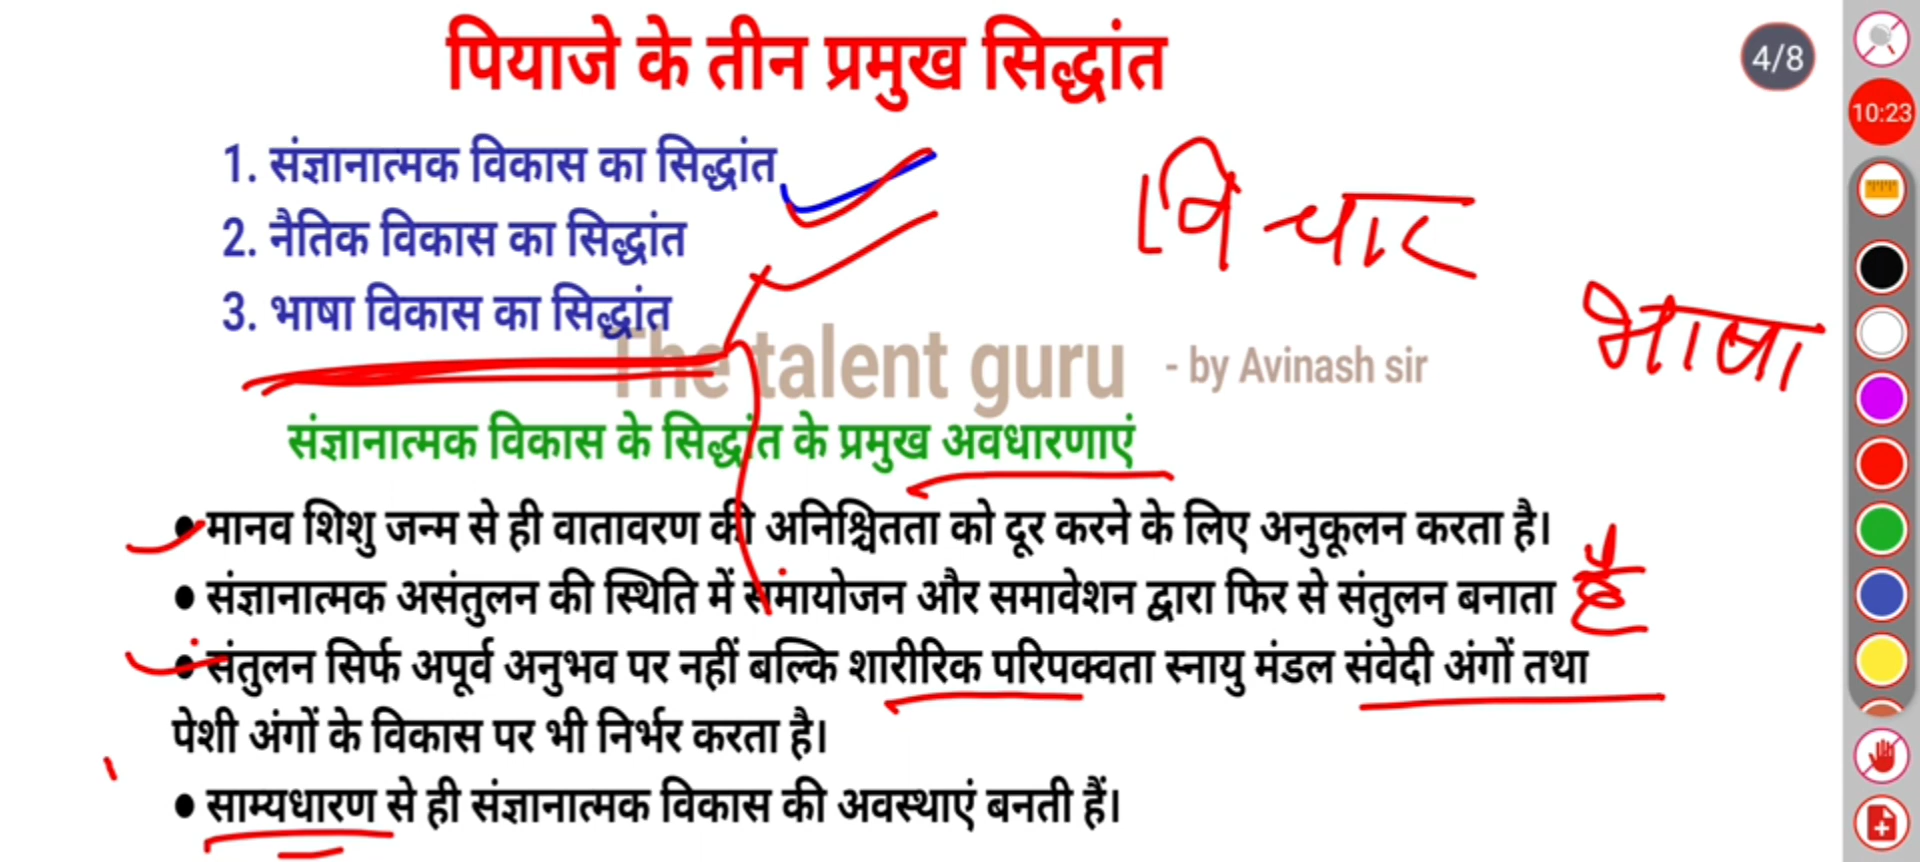 पियाजे के तीन प्रमुख सिद्धांत
4/8
10:23
1. संज्ञानात्मक विकास का सिद्धांत
2. नैतिक विकास का सिद्धांत
विचार
3. भाषा विकास का सिद्धांत
भाषा
The talent guru - by Avinash sir
संज्ञानात्मक विकास के सिद्धांत के प्रमुख अवधारणाएं
● मानव शिशु जन्म से ही वातावरण की अनिश्चितता को दूर करने के लिए अनुकूलन करता है।
● संज्ञानात्मक असंतुलन की स्थिति में समांयोजन और समावेशन द्वारा फिर से संतुलन बनाता है
● संतुलन सिर्फ अपूर्व अनुभव पर नहीं बल्कि शारीरिक परिपक्वता स्नायु मंडल संवेदी अंगों तथा
पेशी अंगों के विकास पर भी निर्भर करता है।
● साम्यधारण से ही संज्ञानात्मक विकास की अवस्थाएं बनती हैं।